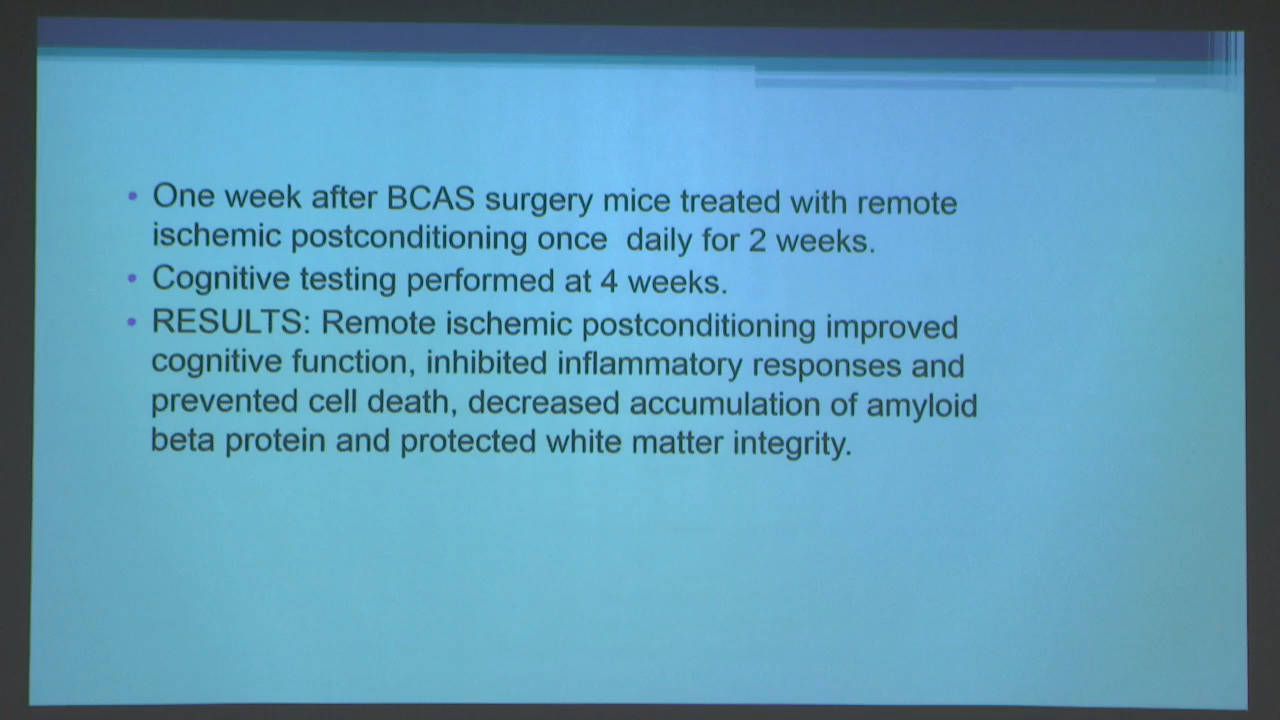 • One week after BCAS surgery mice treated with remote
ischemic postconditioning once  daily for 2 weeks.
• Cognitive testing performed at 4 weeks.
• RESULTS: Remote ischemic postconditioning improved
cognitive function, inhibited inflammatory responses and
prevented cell death, decreased accumulation of amyloid
beta protein and protected white matter integrity.